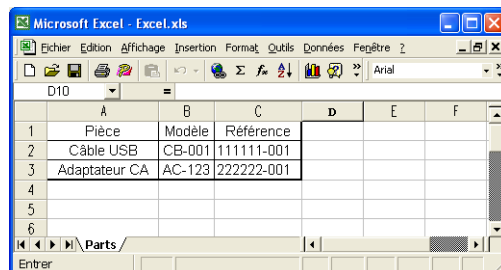 Microsoft Excel - Excel.xls
Fichier Edition Affichage Insertion Format Outils Données Fenêtre ?
Σ fx Arial
D10 =
A B C D E F
1 Pièce Modèle Référence
2 Câble USB CB-001 111111-001
3 Adaptateur CA AC-123 222222-001
4
5
6
Parts
Entrer